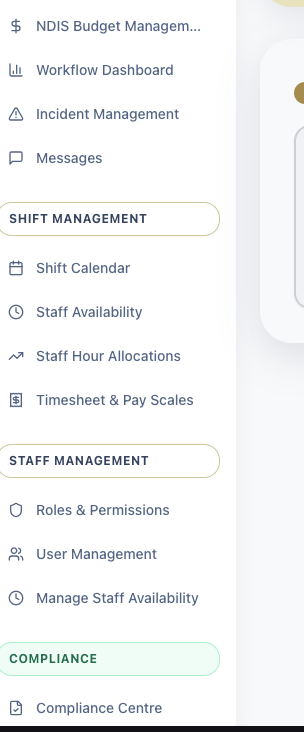 NDIS Budget Managem...
Workflow Dashboard
Incident Management
Messages
SHIFT MANAGEMENT
Shift Calendar
Staff Availability
Staff Hour Allocations
Timesheet & Pay Scales
STAFF MANAGEMENT
Roles & Permissions
User Management
Manage Staff Availability
COMPLIANCE
Compliance Centre